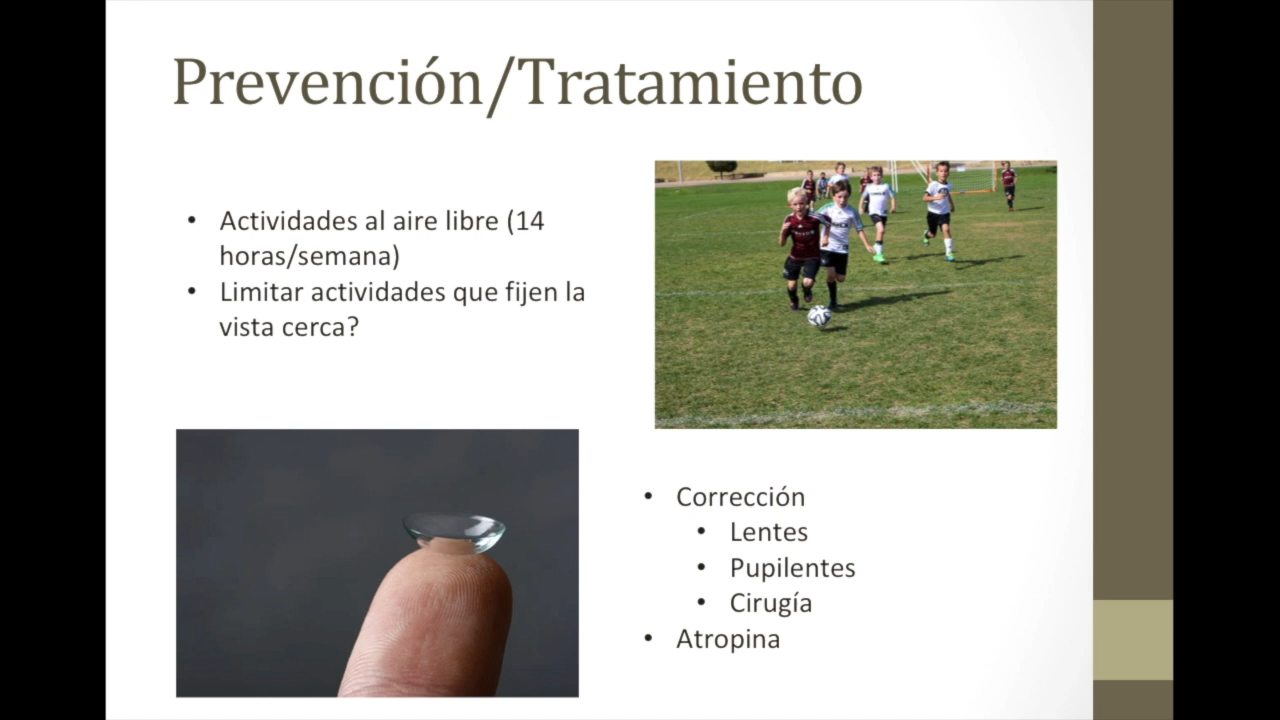 Prevención/Tratamiento
• Actividades al aire libre (14
horas/semana)
• Limitar actividades que fijen la
vista cerca?
• Corrección
• Lentes
• Pupilentes
• Cirugía
• Atropina